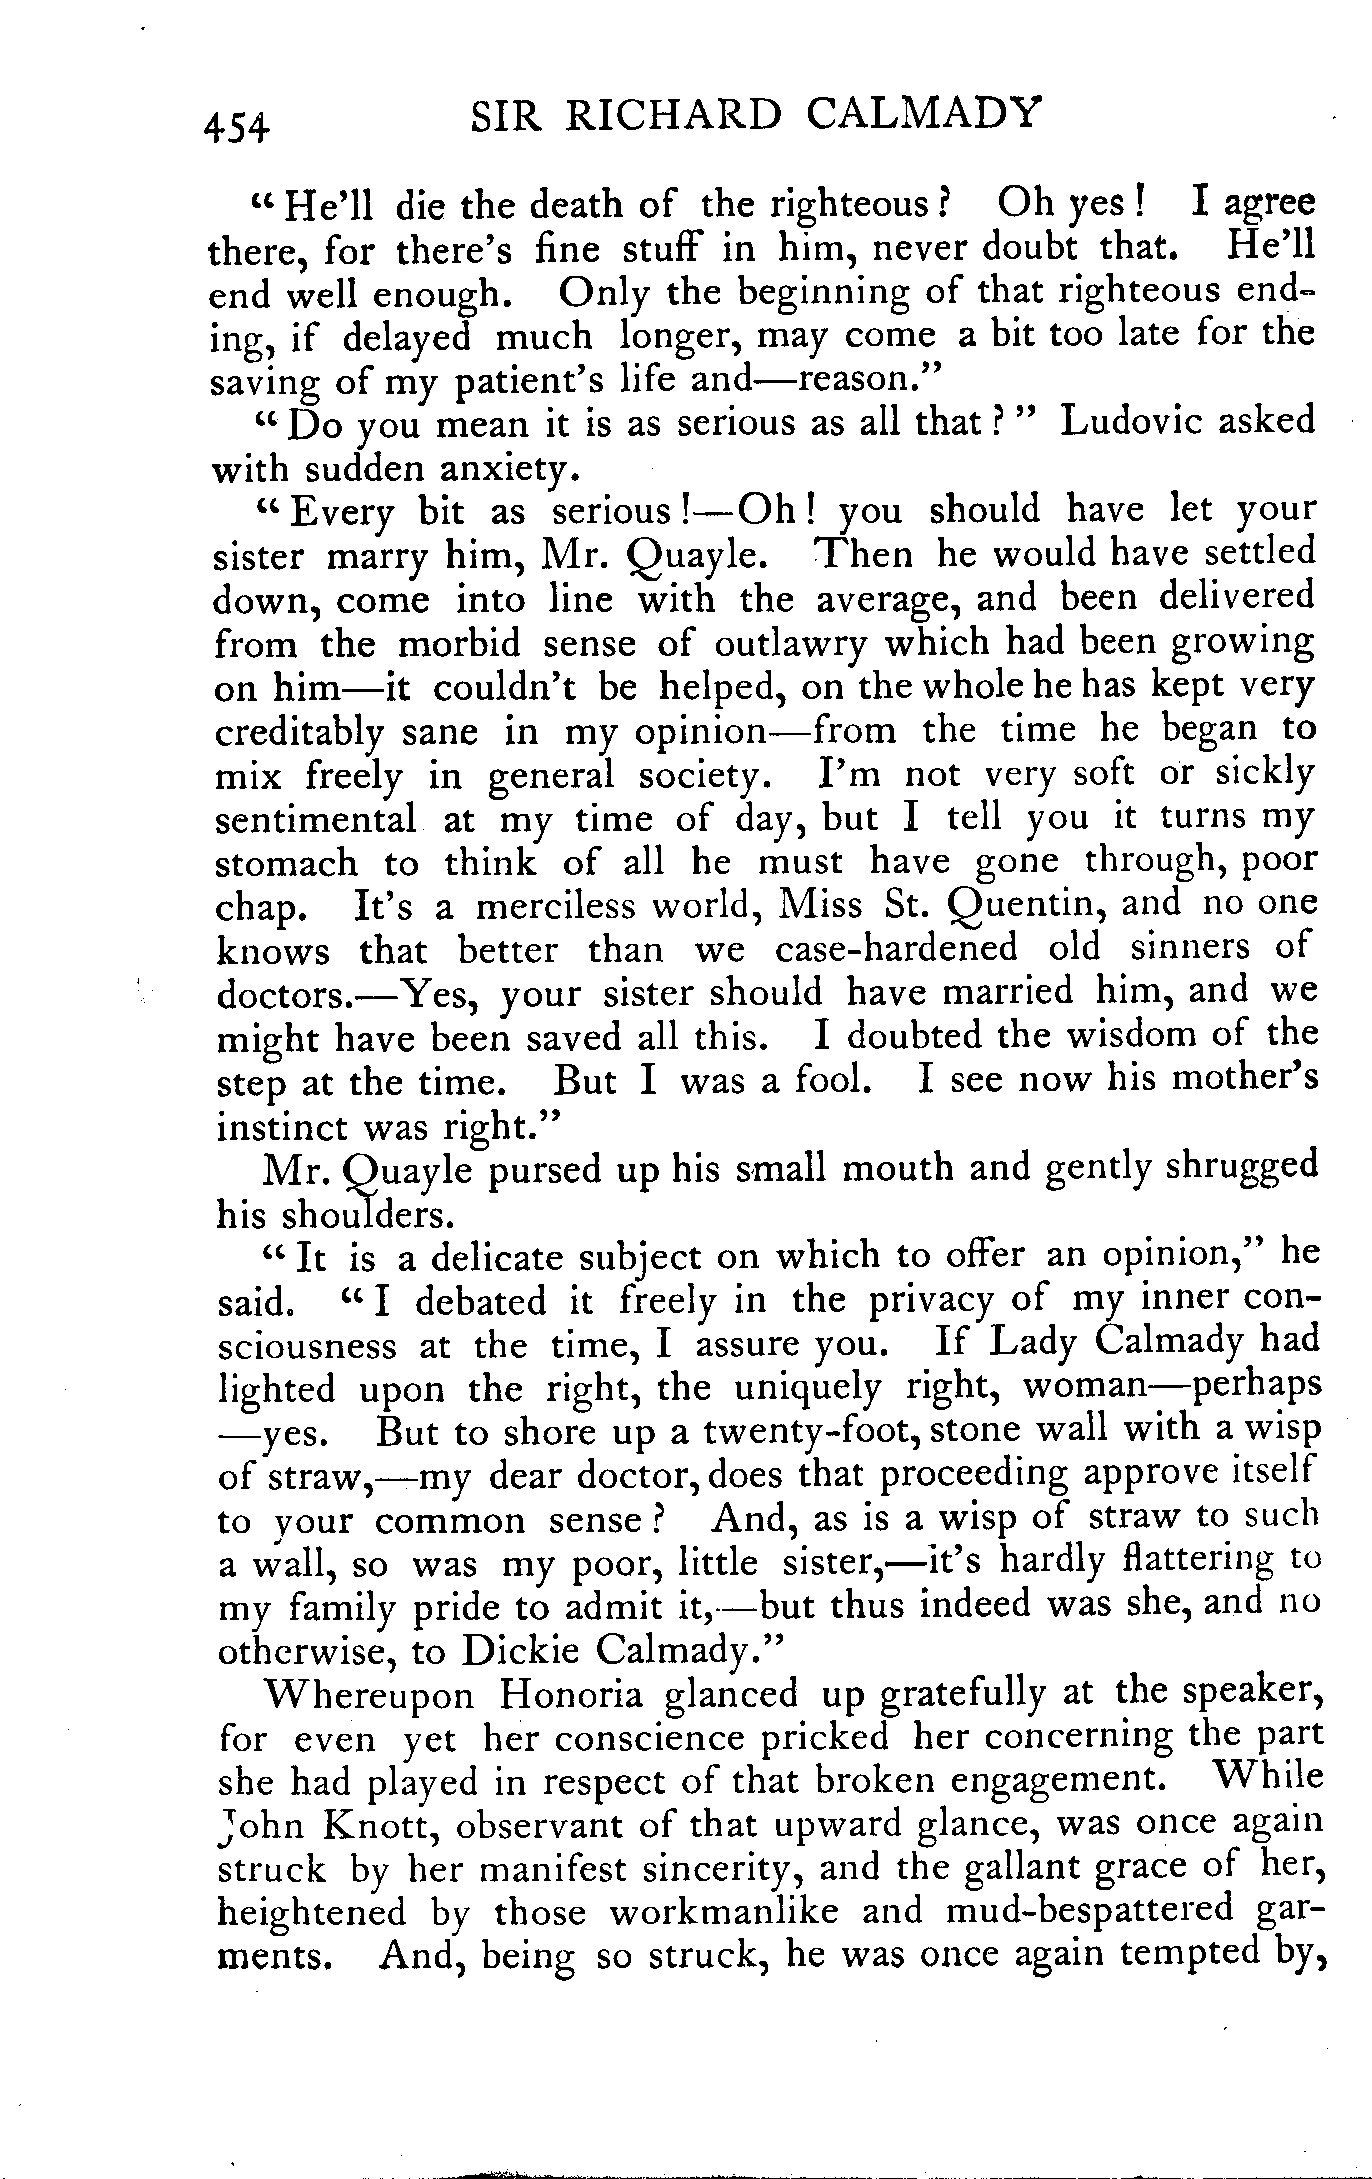 454 SIR RICHARD CALMADY
“ He’ll die the death of the righteous ? Oh yes ! I agree
there, for there’s fine stuff in him, never doubt that. He’ll
end well enough. Only the beginning of that righteous end-
ing, if delayed much longer, may come a bit too late for the
saving of my patient’s life and—reason.”
“ Do you mean it is as serious as all that ? ” Ludovic asked
with sudden anxiety.
“ Every bit as serious !—Oh ! you should have let your
sister marry him, Mr. Quayle. Then he would have settled
down, come into line with the average, and been delivered
from the morbid sense of outlawry which had been growing
on him—it couldn’t be helped, on the whole he has kept very
creditably sane in my opinion—from the time he began to
mix freely in general society. I’m not very soft or sickly
sentimental at my time of day, but I tell you it turns my
stomach to think of all he must have gone through, poor
chap. It’s a merciless world, Miss St. Quentin, and no one
knows that better than we case-hardened old sinners of
doctors.—Yes, your sister should have married him, and we
might have been saved all this. I doubted the wisdom of the
step at the time. But I was a fool. I see now his mother’s
instinct was right.”
Mr. Quayle pursed up his small mouth and gently shrugged
his shoulders.
“ It is a delicate subject on which to offer an opinion,” he
said. “ I debated it freely in the privacy of my inner con-
sciousness at the time, I assure you. If Lady Calmady had
lighted upon the right, the uniquely right, woman—perhaps
—yes. But to shore up a twenty-foot, stone wall with a wisp
of straw,—my dear doctor, does that proceeding approve itself
to your common sense ? And, as is a wisp of straw to such
a wall, so was my poor, little sister,—it’s hardly flattering to
my family pride to admit it,—but thus indeed was she, and no
otherwise, to Dickie Calmady.”
Whereupon Honoria glanced up gratefully at the speaker,
for even yet her conscience pricked her concerning the part
she had played in respect of that broken engagement. While
John Knott, observant of that upward glance, was once again
struck by her manifest sincerity, and the gallant grace of her,
heightened by those workmanlike and mud-bespattered gar-
ments. And, being so struck, he was once again tempted by,